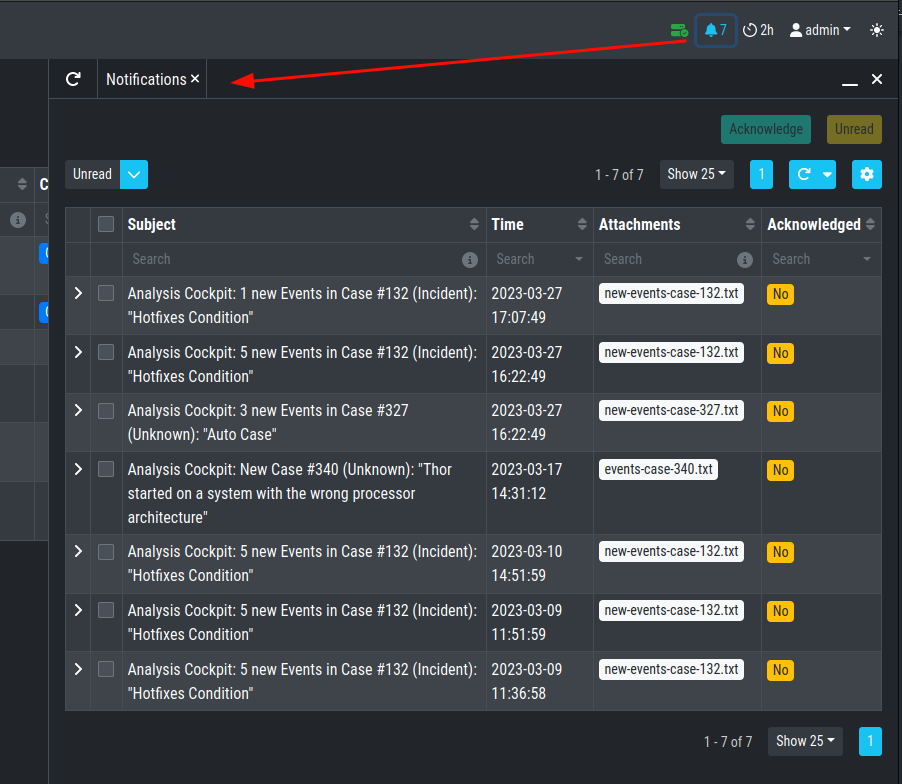 7 2h admin
Notifications ×
Acknowledge Unread
Unread 1 - 7 of 7 Show 25 1
Subject Time Attachments Acknowledged
Search Search Search Search
Analysis Cockpit: 1 new Events in Case #132 (Incident): 2023-03-27 new-events-case-132.txt No
"Hotfixes Condition" 17:07:49
Analysis Cockpit: 5 new Events in Case #132 (Incident): 2023-03-27 new-events-case-132.txt No
"Hotfixes Condition" 16:22:49
Analysis Cockpit: 3 new Events in Case #327 2023-03-27 new-events-case-327.txt No
(Unknown): "Auto Case" 16:22:49
Analysis Cockpit: New Case #340 (Unknown): "Thor 2023-03-17 events-case-340.txt No
started on a system with the wrong processor 14:31:12
architecture"
Analysis Cockpit: 5 new Events in Case #132 (Incident): 2023-03-10 new-events-case-132.txt No
"Hotfixes Condition" 14:51:59
Analysis Cockpit: 5 new Events in Case #132 (Incident): 2023-03-09 new-events-case-132.txt No
"Hotfixes Condition" 11:51:59
Analysis Cockpit: 5 new Events in Case #132 (Incident): 2023-03-09 new-events-case-132.txt No
"Hotfixes Condition" 11:36:58
1 - 7 of 7 Show 25 1